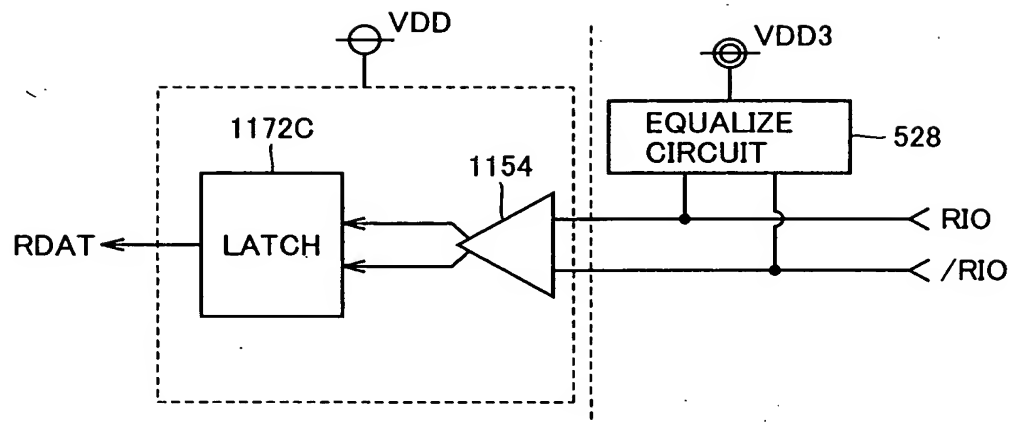 VDD
VDD3
1172C
EQUALIZE
CIRCUIT
528
1154
RIO
RDAT
LATCH
/RIO